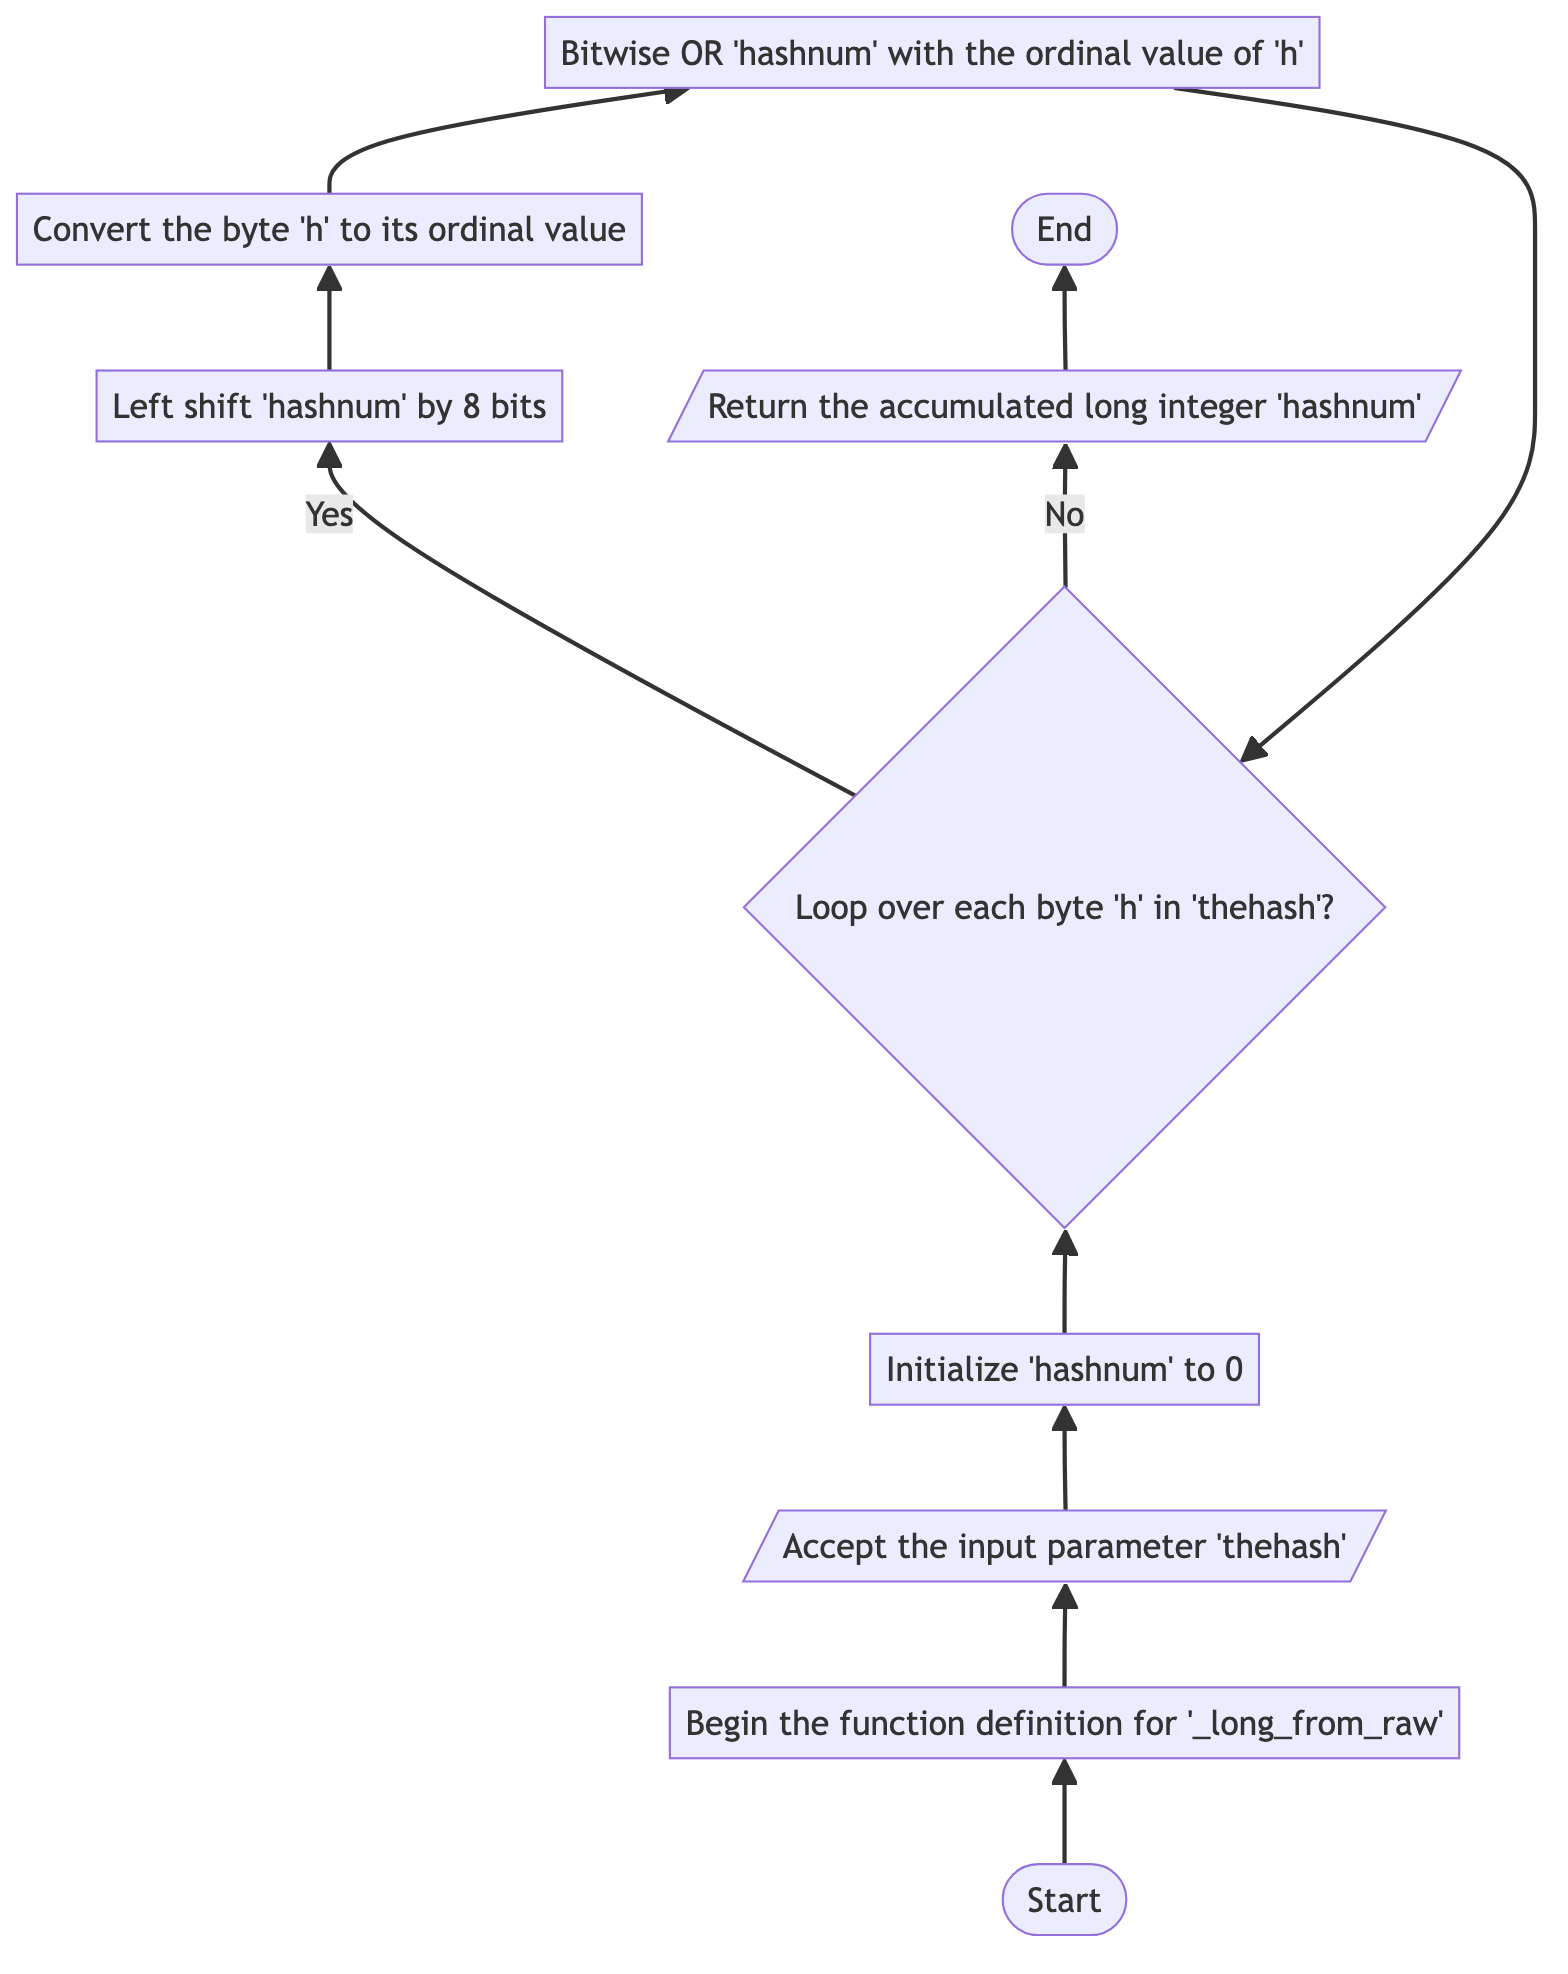 Bitwise OR 'hashnum' with the ordinal value of 'h'
Convert the byte 'h' to its ordinal value
End
Left shift 'hashnum' by 8 bits
Return the accumulated long integer 'hashnum'
Yes
No
Loop over each byte 'h' in 'thehash'?
Initialize 'hashnum' to 0
Accept the input parameter 'thehash'
Begin the function definition for '_long_from_raw'
Start